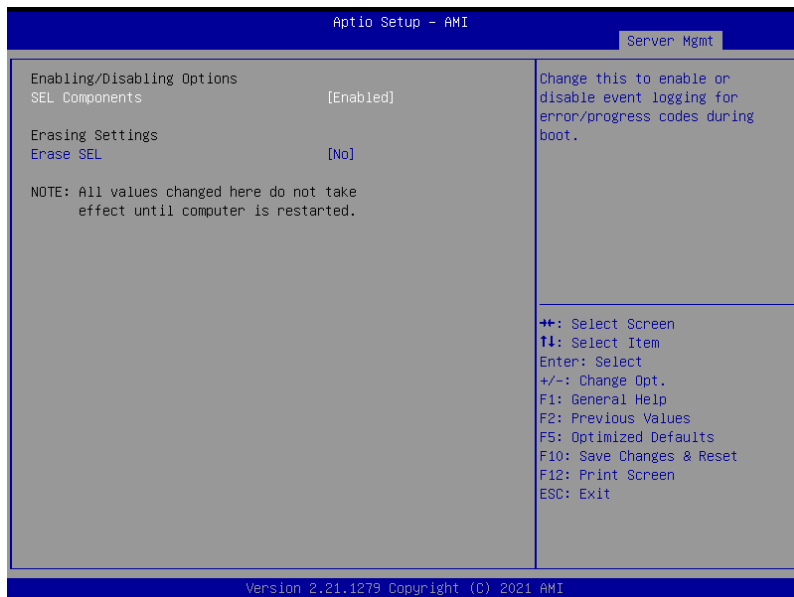 Aptio Setup – AMI
Server Mgmt
Enabling/Disabling Options
SEL Components [Enabled]
Erasing Settings
Erase SEL [No]
NOTE: All values changed here do not take
effect until computer is restarted.
Change this to enable or
disable event logging for
error/progress codes during
boot.
→←: Select Screen
↑↓: Select Item
Enter: Select
+/-: Change Opt.
F1: General Help
F2: Previous Values
F5: Optimized Defaults
F10: Save Changes & Reset
F12: Print Screen
ESC: Exit
Version 2.21.1279 Copyright (C) 2021 AMI